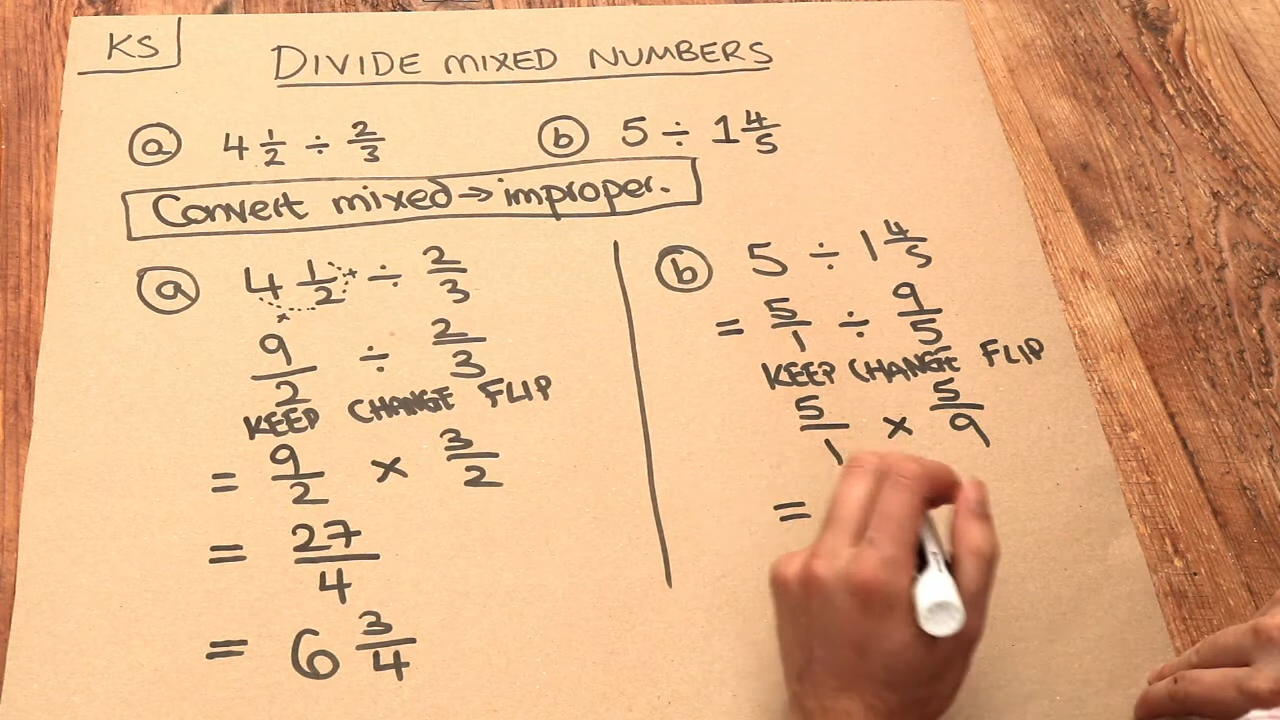 KS
DIVIDE MIXED NUMBERS
a 4 1/2 ÷ 2/3
b 5 ÷ 1 4/5
Convert mixed → improper.
a 4 1/2 ÷ 2/3
× +
9/2 ÷ 2/3
KEEP CHANGE FLIP
= 9/2 × 3/2
= 27/4
= 6 3/4
b 5 ÷ 1 4/5
= 5/1 ÷ 9/5
KEEP CHANGE FLIP
5/1 × 5/9
=